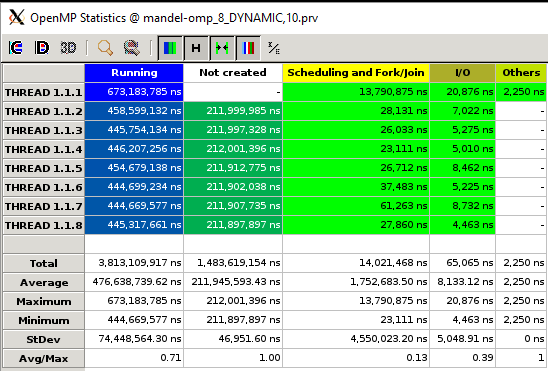 OpenMP Statistics @ mandel-omp_8_DYNAMIC,10.prv
3D
Running Not created Scheduling and Fork/Join I/O Others
THREAD 1.1.1 673,183,785 ns - 13,790,875 ns 20,876 ns 2,250 ns
THREAD 1.1.2 458,599,132 ns 211,999,985 ns 28,131 ns 7,022 ns -
THREAD 1.1.3 445,754,134 ns 211,997,328 ns 26,033 ns 5,275 ns -
THREAD 1.1.4 446,207,256 ns 212,001,396 ns 23,111 ns 5,010 ns -
THREAD 1.1.5 454,679,138 ns 211,912,775 ns 26,712 ns 8,462 ns -
THREAD 1.1.6 444,699,234 ns 211,902,038 ns 37,483 ns 5,225 ns -
THREAD 1.1.7 444,669,577 ns 211,908,735 ns 61,263 ns 8,732 ns -
THREAD 1.1.8 445,317,661 ns 211,897,897 ns 27,860 ns 4,463 ns -
Total 3,813,109,917 ns 1,483,619,154 ns 14,021,468 ns 65,065 ns 2,250 ns
Average 476,638,739.62 ns 211,945,593.43 ns 1,752,683.50 ns 8,133.12 ns 2,250 ns
Maximum 673,183,785 ns 212,001,396 ns 13,790,875 ns 20,876 ns 2,250 ns
Minimum 444,669,577 ns 211,897,897 ns 23,111 ns 4,463 ns 2,250 ns
StDev 74,448,564.30 ns 46,951.60 ns 4,550,023.20 ns 5,048.91 ns 0 ns
Avg/Max 0.71 1.00 0.13 0.39 1